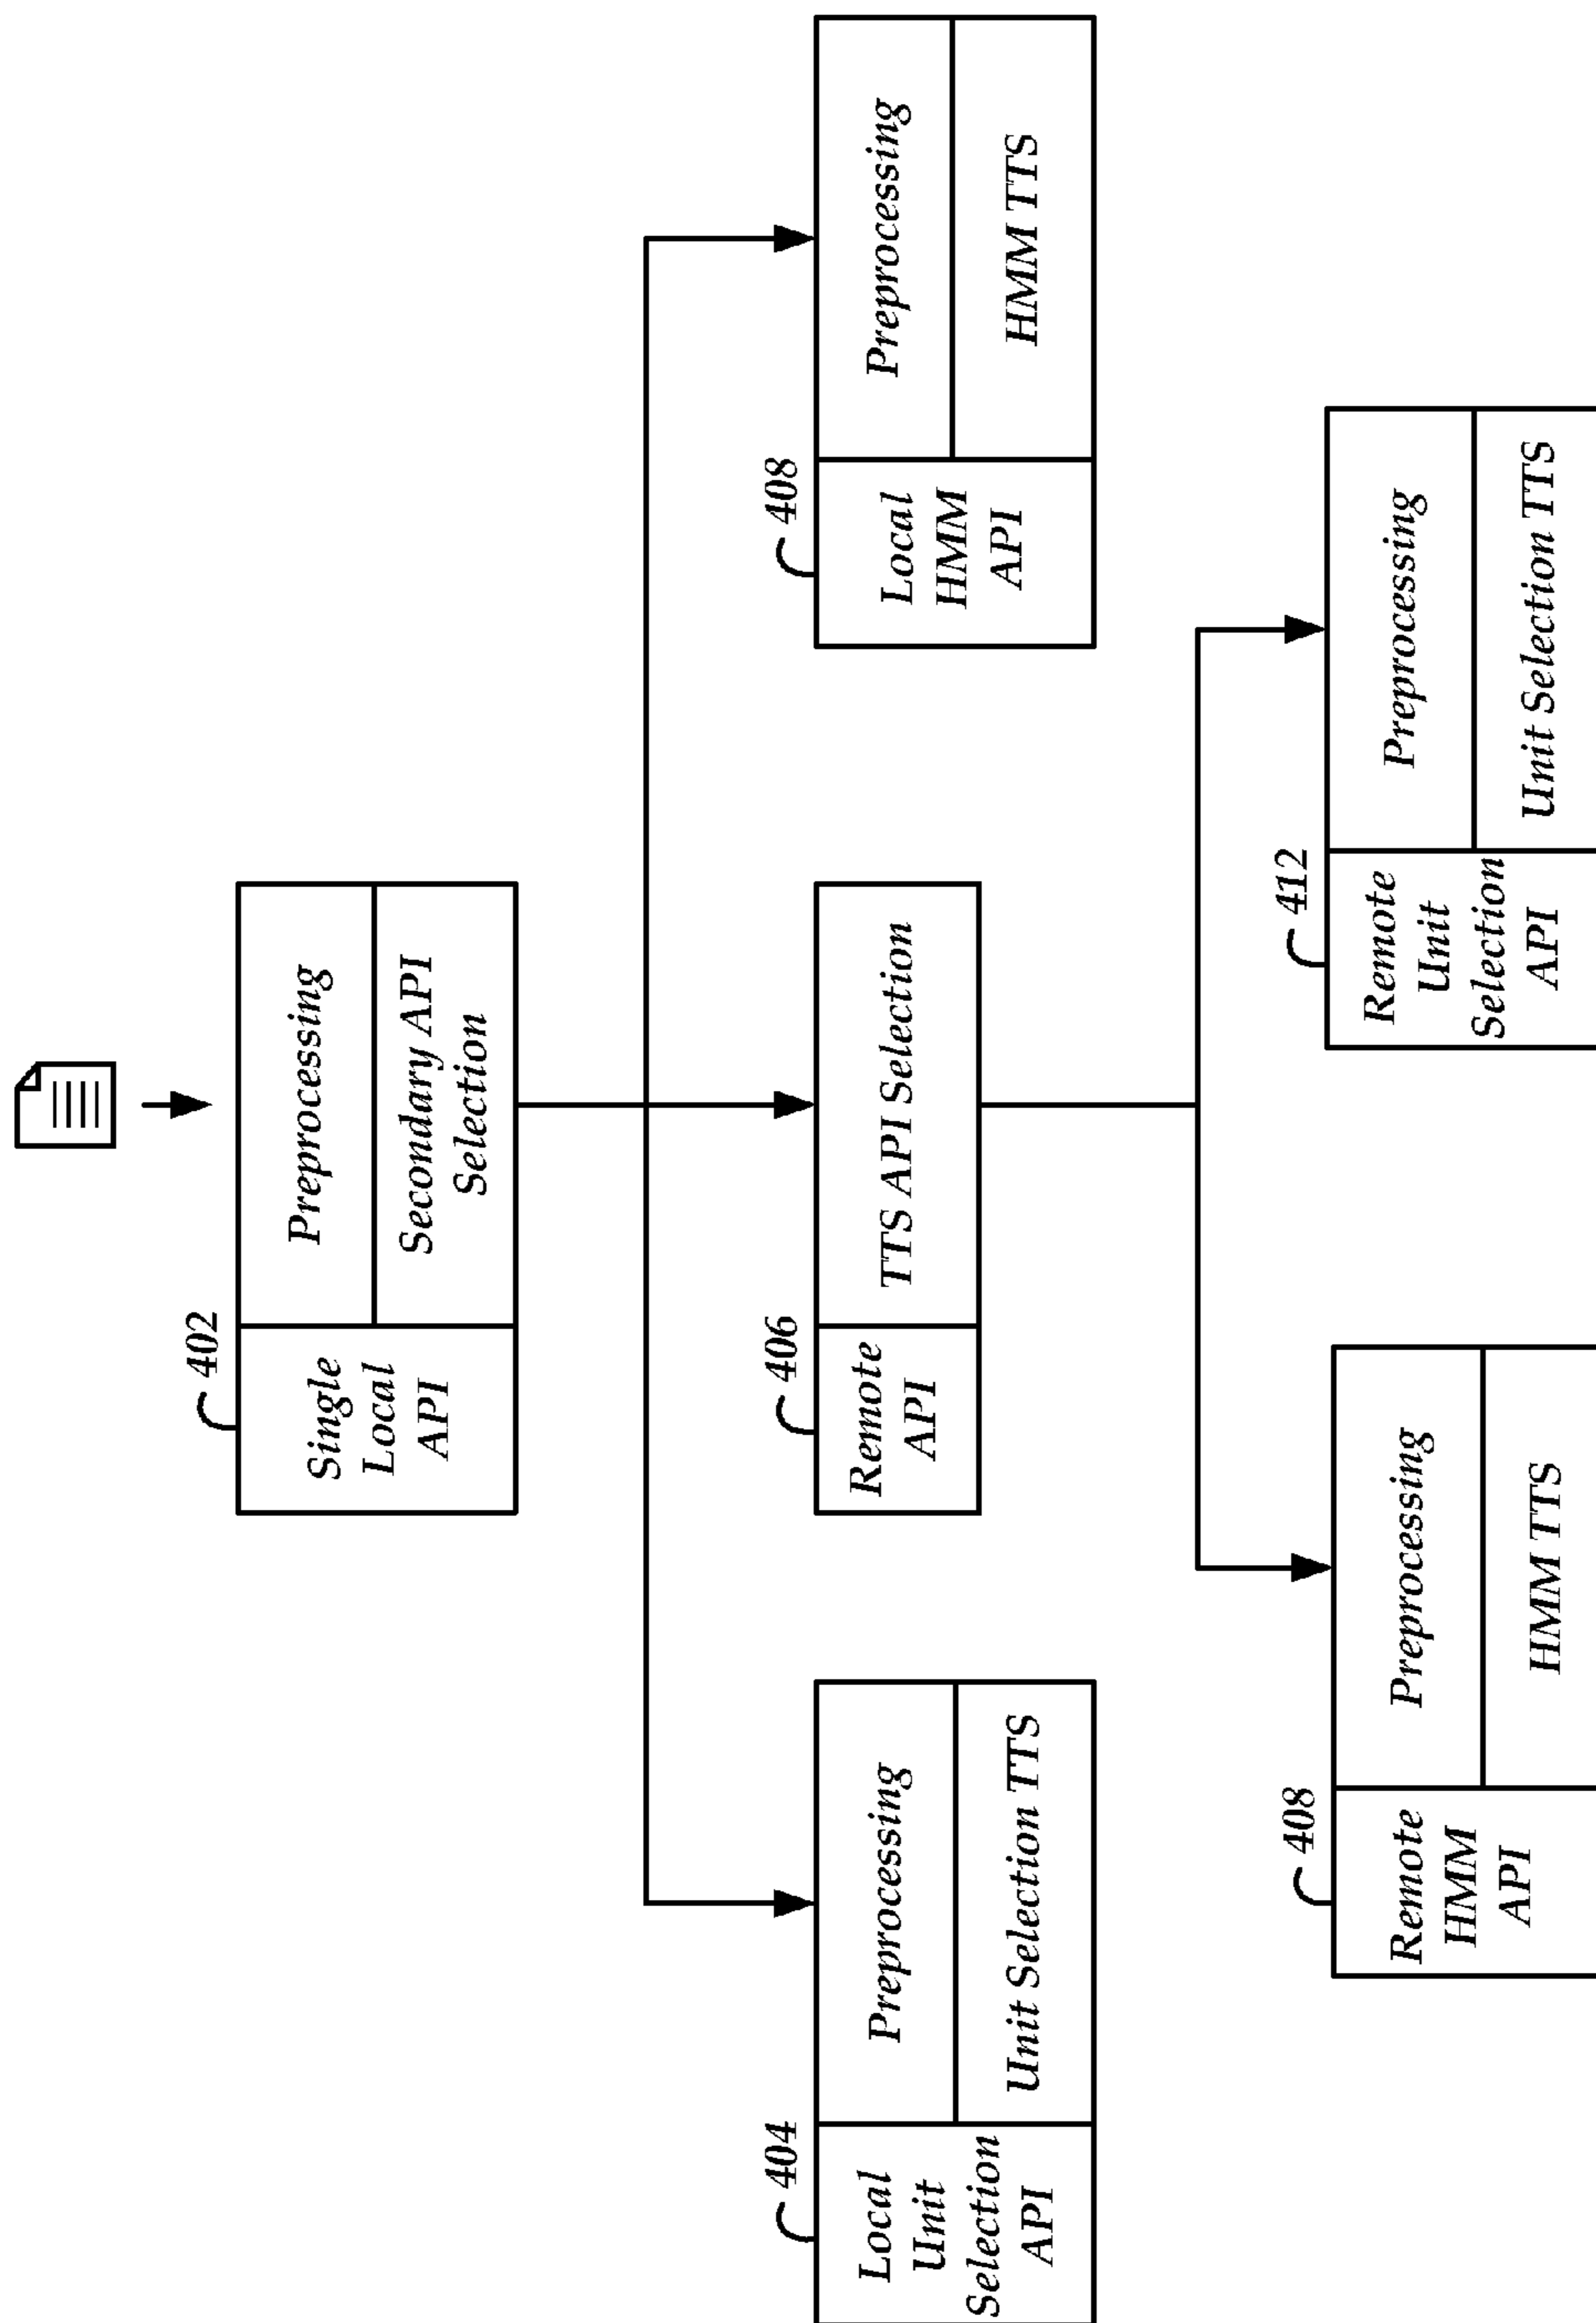 402
Single
Local
API
Preprocessing
Secondary API
Selection
404
Local
Unit
Selection
API
Preprocessing
Unit Selection TTS
406
Remote
API
TTS API Selection
408
Local
HMM
API
Preprocessing
HMM TTS
408
Remote
HMM
API
Preprocessing
HMM TTS
412
Remote
Unit
Selection
API
Preprocessing
Unit Selection TTS